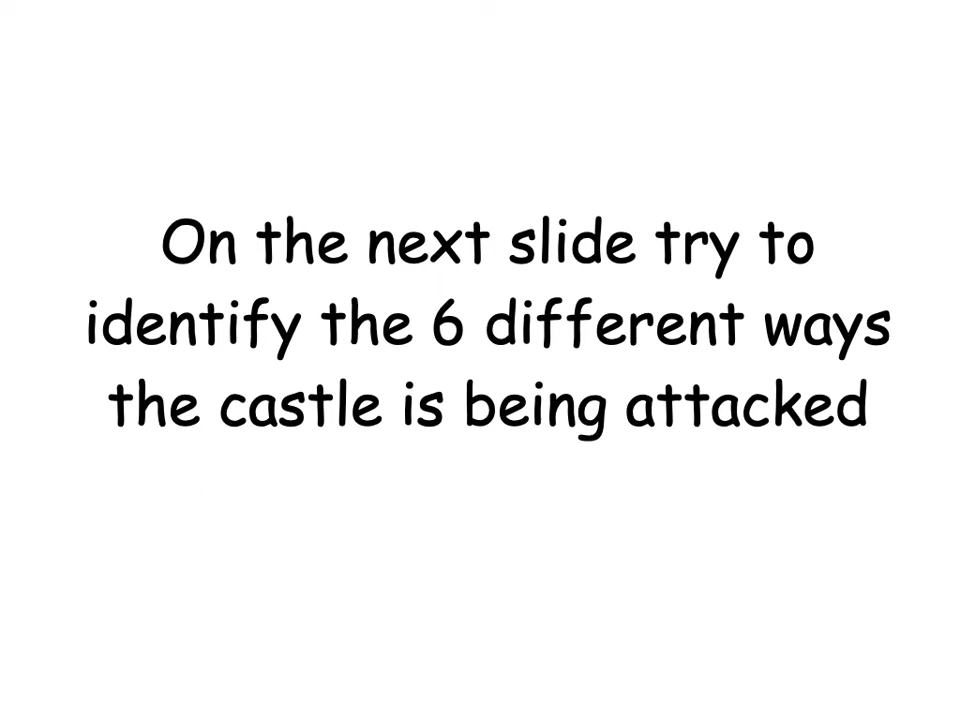 On the next slide try to
identify the 6 different ways
the castle is being attacked